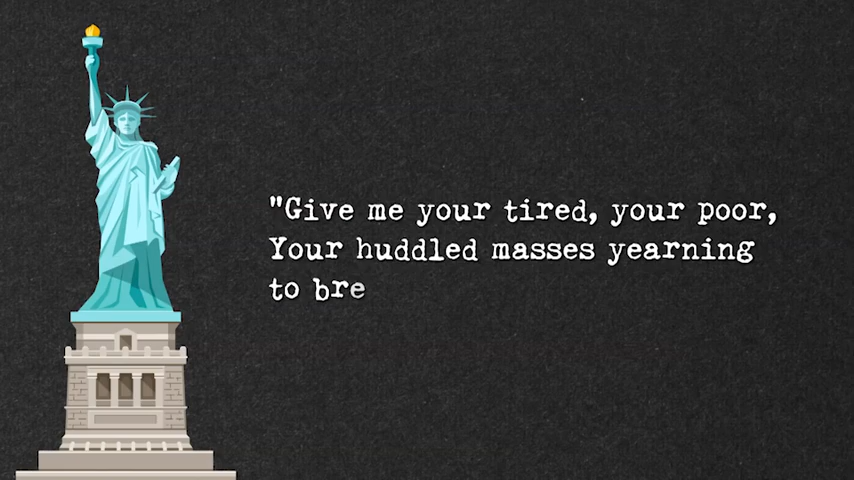 "Give me your tired, your poor,
Your huddled masses yearning
to bre